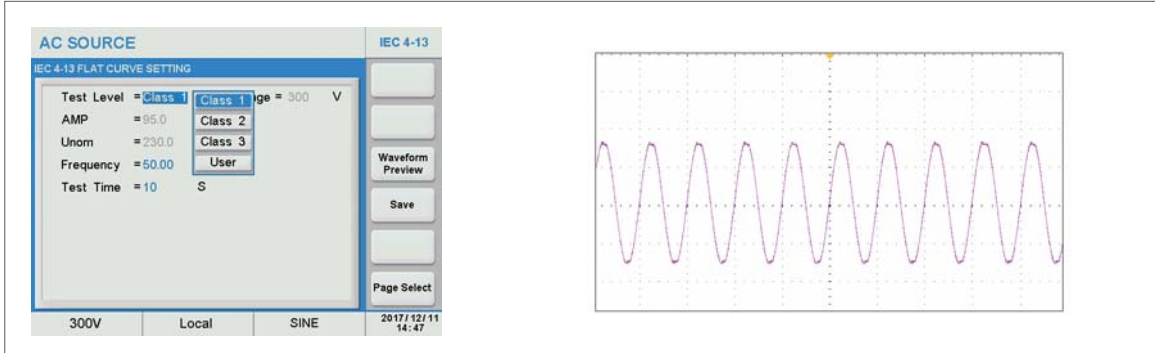 AC SOURCE
IEC 4-13
IEC 4-13 FLAT CURVE SETTING
Test Level = Class 1 ge = 300 V
AMP = 95.0
Unom = 230.0
Frequency = 50.00
Test Time = 10 S
Class 1
Class 2
Class 3
User
Waveform
Preview
Save
Page Select
300V
Local
SINE
2017/12/11
14:47